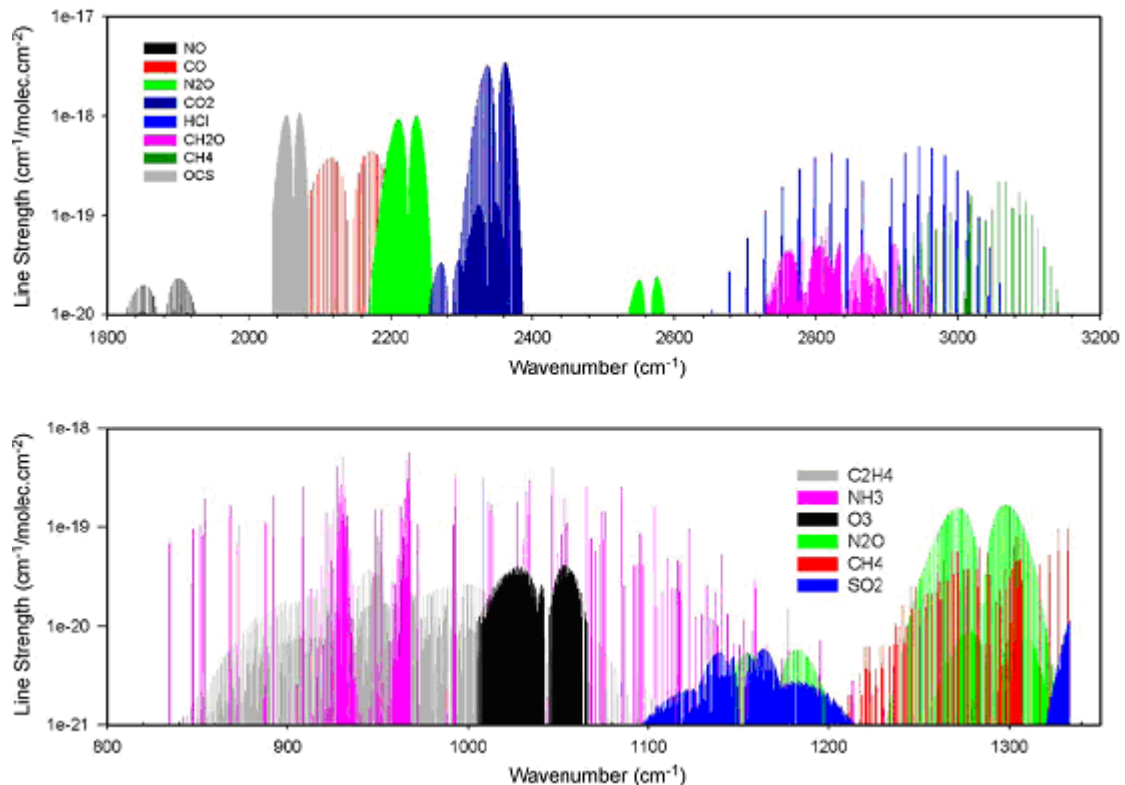 1e-17
1e-18
1e-19
1e-20
Line Strength (cm-1/molec.cm-2)
NO
CO
N2O
CO2
HCl
CH2O
CH4
OCS
1800 2000 2200 2400 2600 2800 3000 3200
Wavenumber (cm-1)
1e-18
1e-19
1e-20
1e-21
Line Strength (cm-1/molec.cm-2)
C2H4
NH3
O3
N2O
CH4
SO2
800 900 1000 1100 1200 1300
Wavenumber (cm-1)